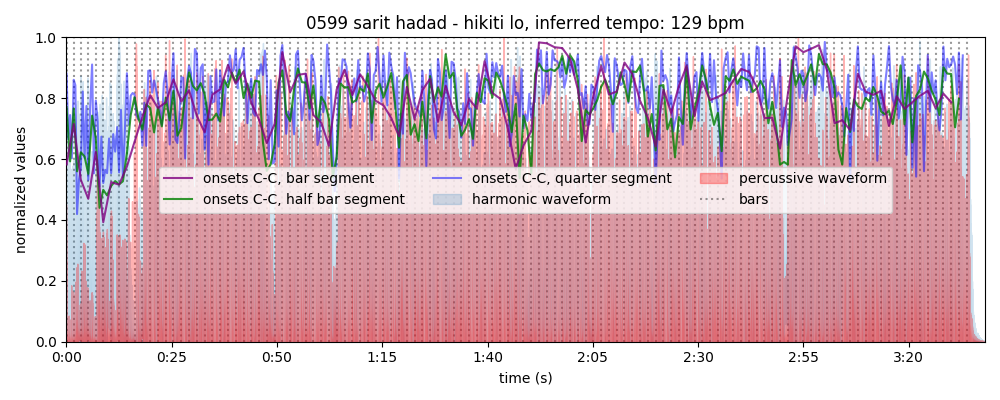 0599 sarit hadad - hikiti lo, inferred tempo: 129 bpm
normalized values
1.0
0.8
0.6
0.4
0.2
0.0
onsets C-C, bar segment
onsets C-C, half bar segment
onsets C-C, quarter segment
harmonic waveform
percussive waveform
bars
0:00 0:25 0:50 1:15 1:40 2:05 2:30 2:55 3:20
time (s)